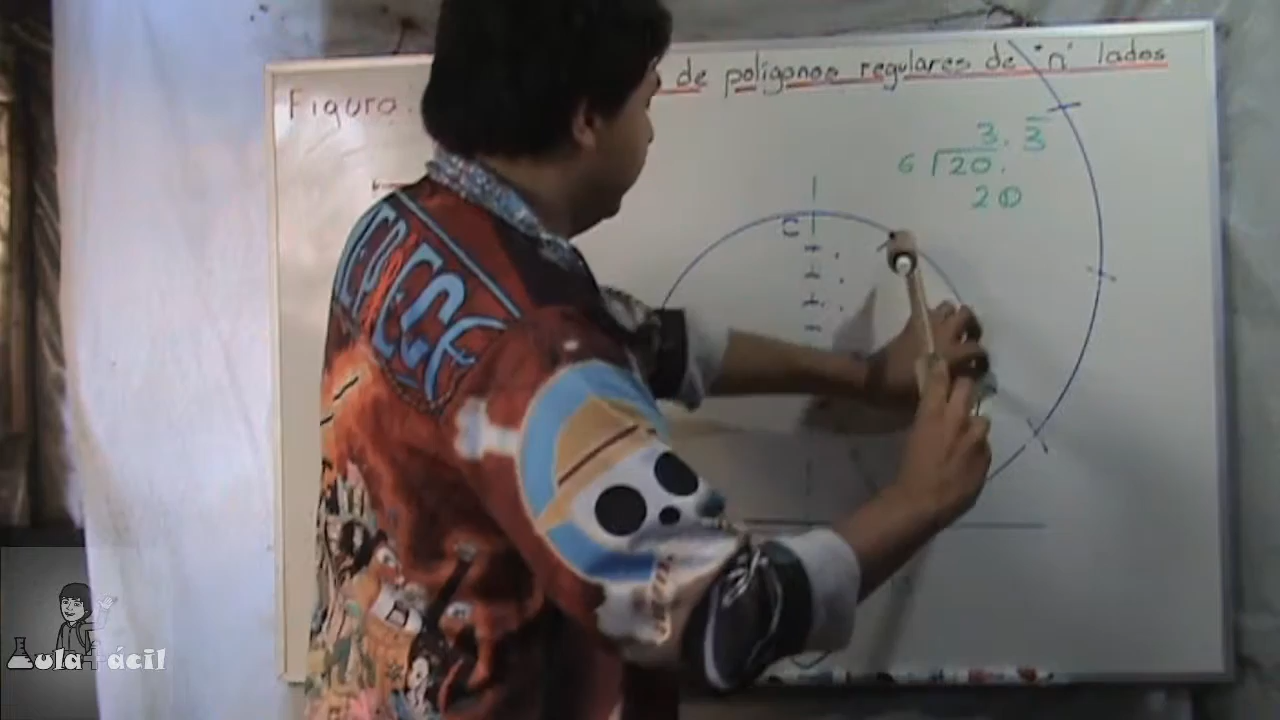 de polígonos regulares de "n" lados
Figura.
3.3̅
6 20.
20
C
Aula Fácil